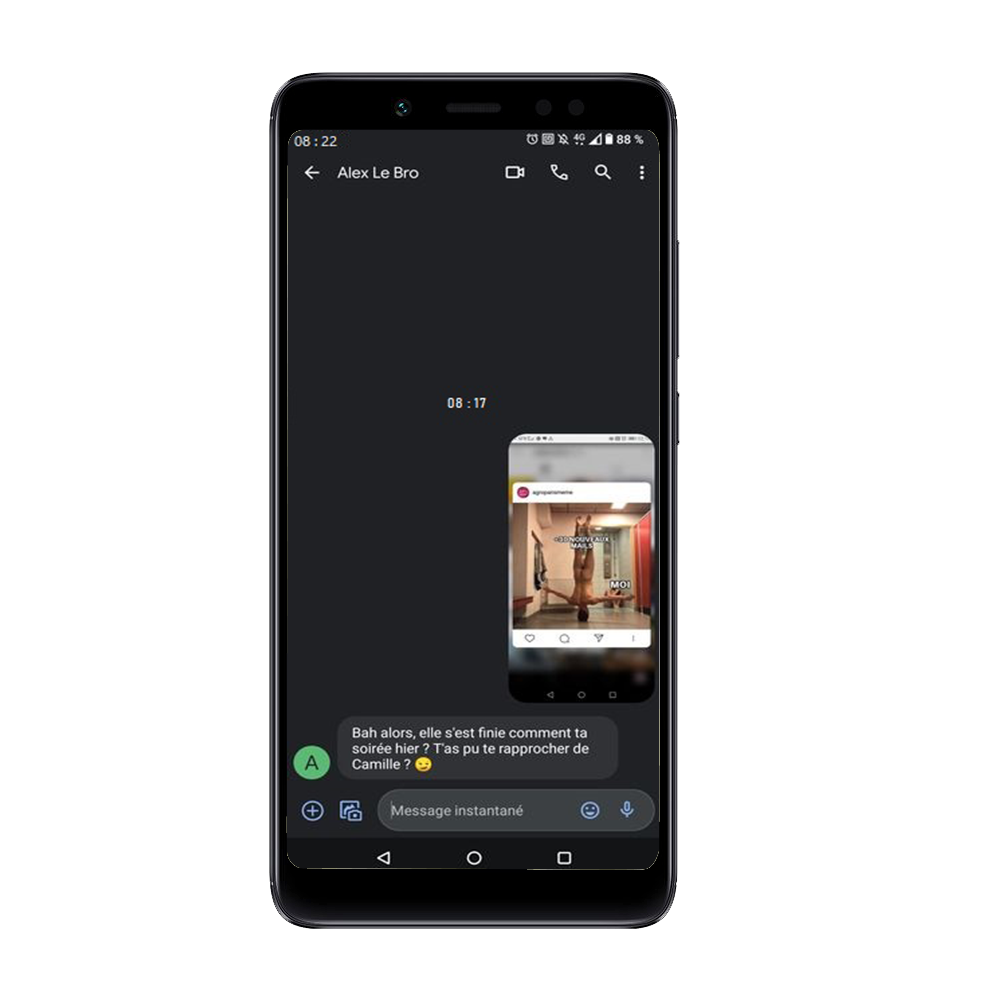 08 : 22
4G
88 %
Alex Le Bro
08 : 17
agroparismeme
+30 NOUVEAUX
MAILS
MOI
Bah alors, elle s'est finie comment ta
soirée hier ? T'as pu te rapprocher de
Camille ? 😏
A
Message instantané